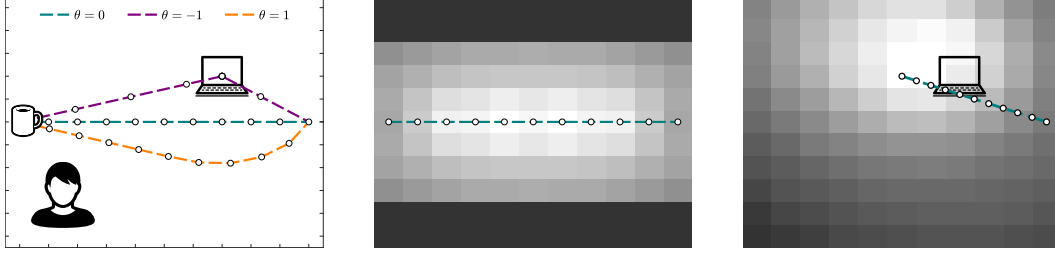 θ = 0 θ = −1 θ = 1